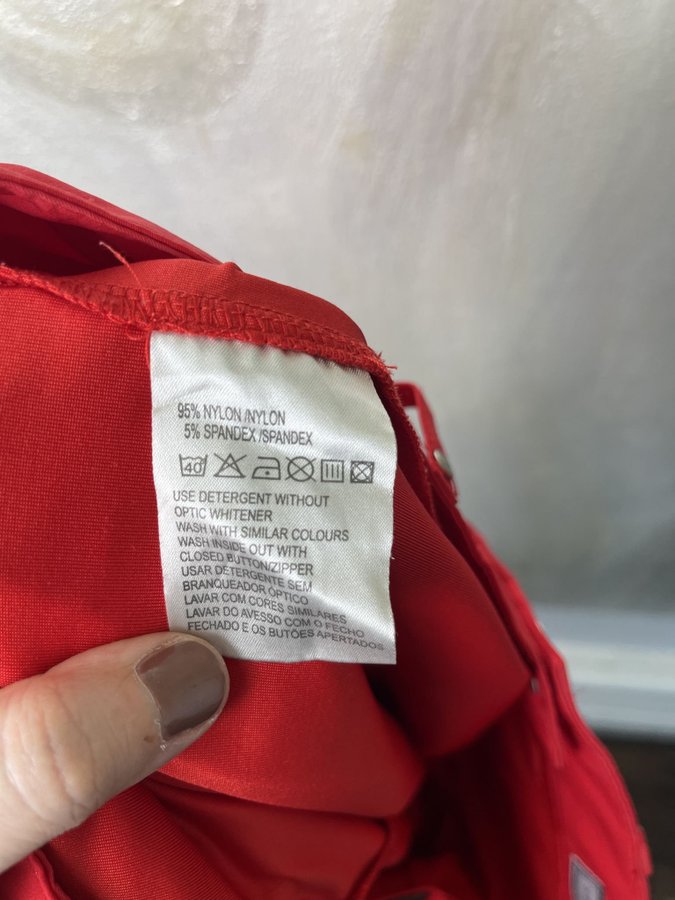 95% NYLON /NYLON
5% SPANDEX /SPANDEX
40
USE DETERGENT WITHOUT
OPTIC WHITENER
WASH WITH SIMILAR COLOURS
WASH INSIDE OUT WITH
CLOSED BUTTON/ZIPPER
USAR DETERGENTE SEM
BRANQUEADOR ÓPTICO
LAVAR COM CORES SIMILARES
LAVAR DO AVESSO COM O FECHO
FECHADO E OS BUTÕES APERTADOS